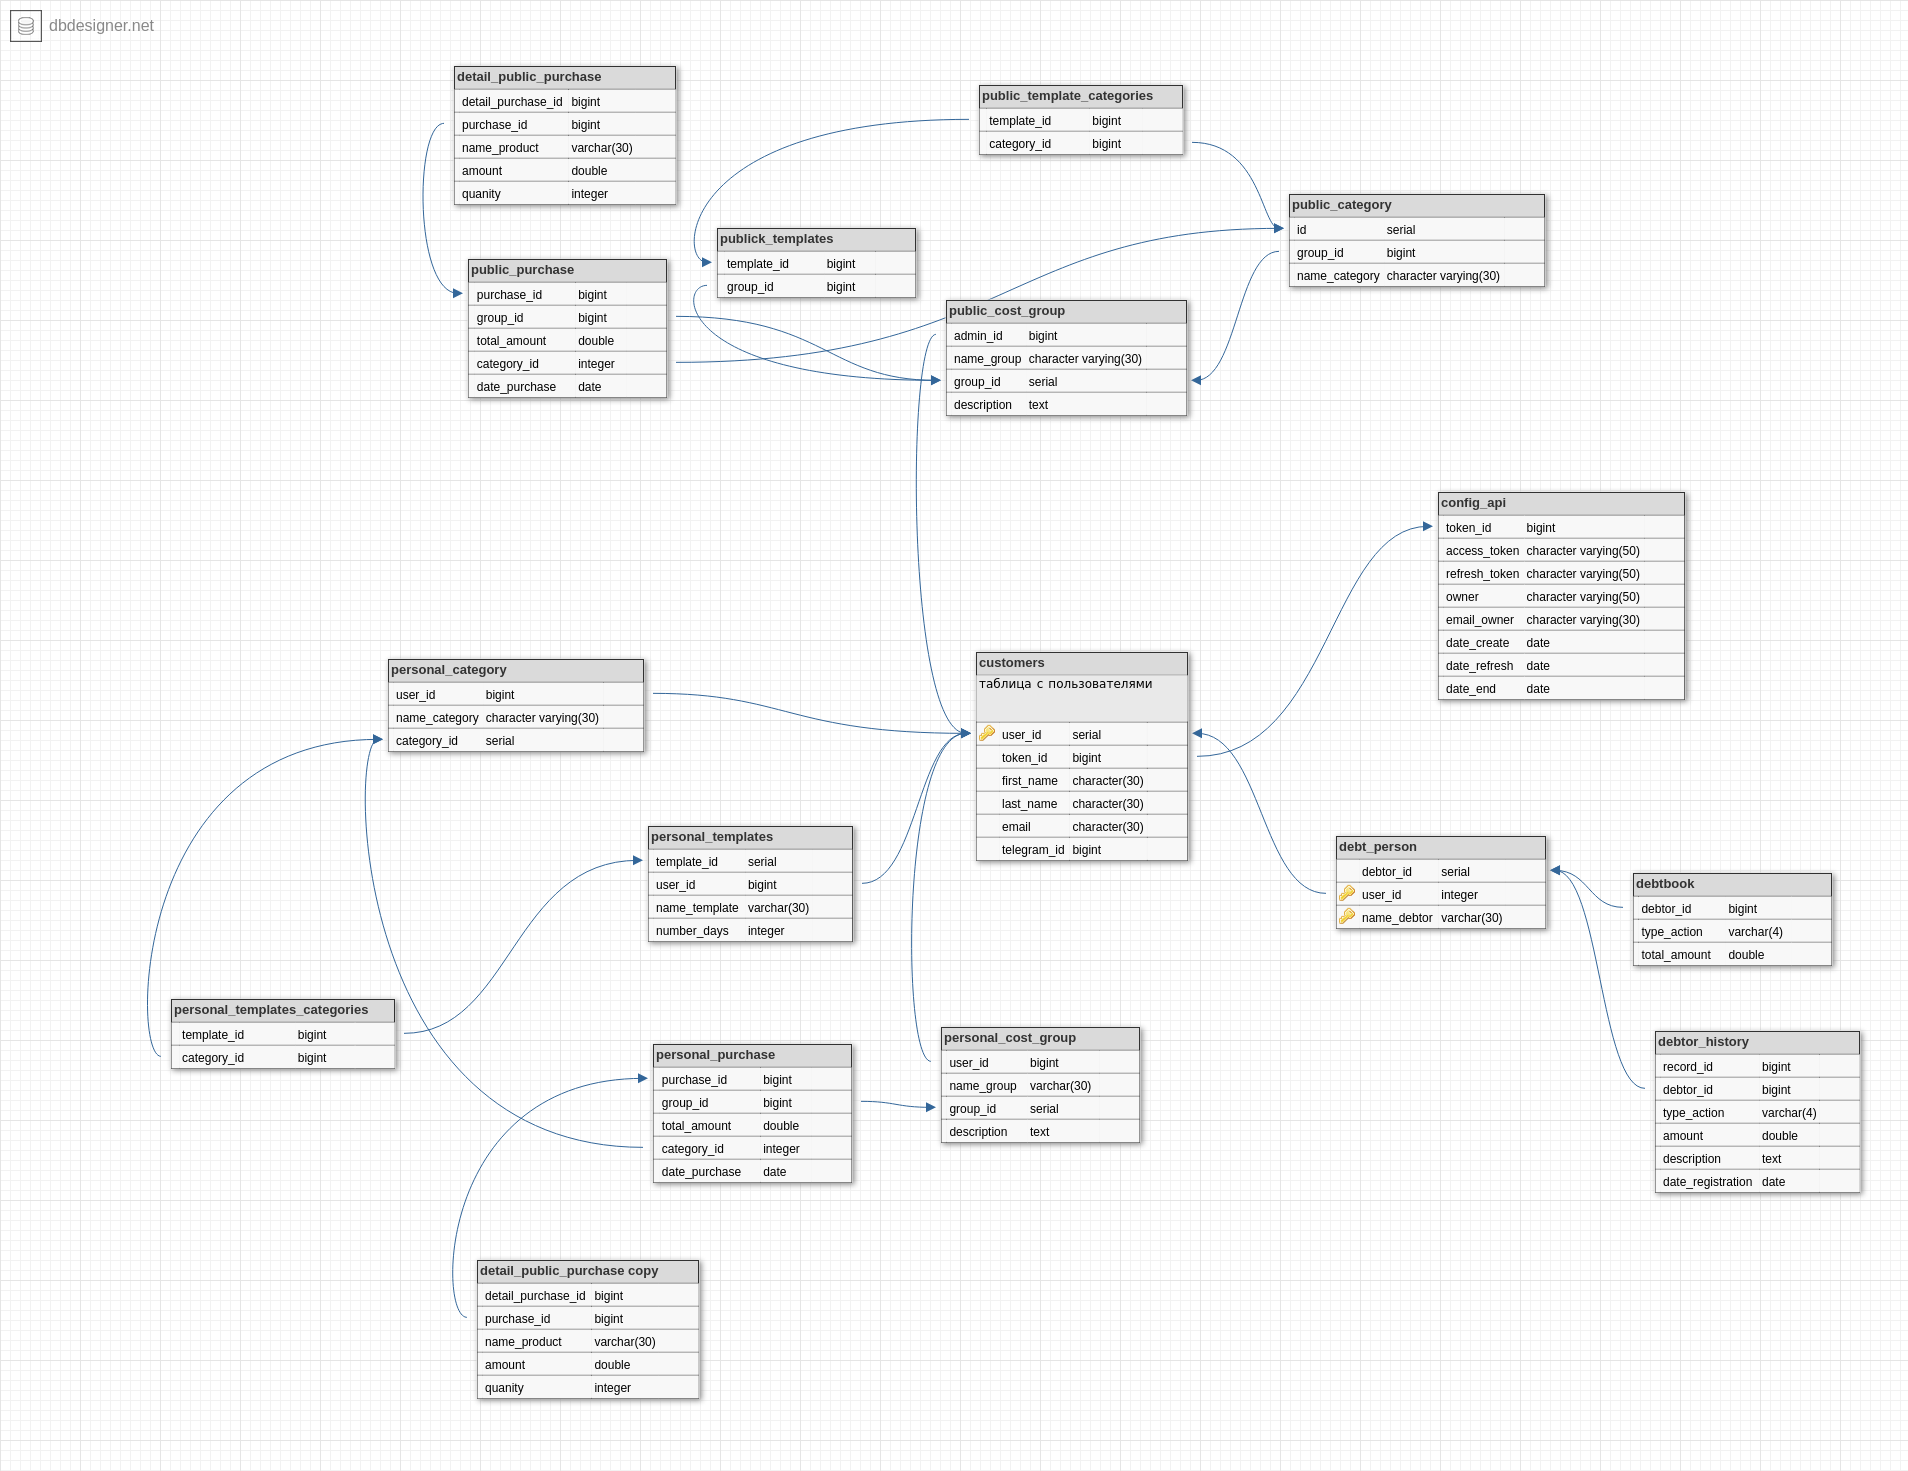 dbdesigner.net
detail_public_purchase
detail_purchase_id bigint
purchase_id bigint
name_product varchar(30)
amount double
quanity integer
public_template_categories
template_id bigint
category_id bigint
public_category
id serial
group_id bigint
name_category character varying(30)
publick_templates
template_id bigint
group_id bigint
public_purchase
purchase_id bigint
group_id bigint
total_amount double
category_id integer
date_purchase date
public_cost_group
admin_id bigint
name_group character varying(30)
group_id serial
description text
config_api
token_id bigint
access_token character varying(50)
refresh_token character varying(50)
owner character varying(50)
email_owner character varying(30)
date_create date
date_refresh date
date_end date
personal_category
user_id bigint
name_category character varying(30)
category_id serial
customers
таблица с пользователями
user_id serial
token_id bigint
first_name character(30)
last_name character(30)
email character(30)
telegram_id bigint
personal_templates
template_id serial
user_id bigint
name_template varchar(30)
number_days integer
debt_person
debtor_id serial
user_id integer
name_debtor varchar(30)
debtbook
debtor_id bigint
type_action varchar(4)
total_amount double
personal_templates_categories
template_id bigint
category_id bigint
personal_purchase
purchase_id bigint
group_id bigint
total_amount double
category_id integer
date_purchase date
personal_cost_group
user_id bigint
name_group varchar(30)
group_id serial
description text
debtor_history
record_id bigint
debtor_id bigint
type_action varchar(4)
amount double
description text
date_registration date
detail_public_purchase copy
detail_purchase_id bigint
purchase_id bigint
name_product varchar(30)
amount double
quanity integer